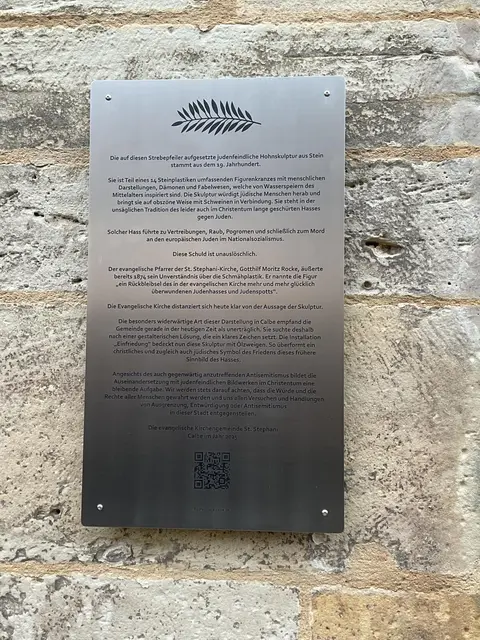 Die auf diesen Strebepfeiler aufgesetzte judenfeindliche Hohnskulptur aus Stein
stammt aus dem 19. Jahrhundert.
Sie ist Teil eines 14 Steinplastiken umfassenden Figurenkranzes mit menschlichen
Darstellungen, Dämonen und Fabelwesen, welche von Wasserspeiern des
Mittelalters inspiriert sind. Die Skulptur würdigt jüdische Menschen herab und
bringt sie auf obszöne Weise mit Schweinen in Verbindung. Sie steht in der
unsäglichen Tradition des leider auch im Christentum lange geschürten Hasses
gegen Juden.
Solcher Hass führte zu Vertreibungen, Raub, Pogromen und schließlich zum Mord
an den europäischen Juden im Nationalsozialismus.
Diese Schuld ist unauslöschlich.
Der evangelische Pfarrer der St. Stephani-Kirche, Gotthilf Moritz Rocke, äußerte
bereits 1874 sein Unverständnis über die Schmähplastik. Er nannte die Figur
„ein Rückbleibsel des in der evangelischen Kirche mehr und mehr glücklich
überwundenen Judenhasses und Judenspotts“.
Die Evangelische Kirche distanziert sich heute klar von der Aussage der Skulptur.
Die besonders widerwärtige Art dieser Darstellung in Calbe empfand die
Gemeinde gerade in der heutigen Zeit als unerträglich. Sie suchte deshalb
nach einer gestalterischen Lösung, die ein klares Zeichen setzt. Die Installation
„Einfriedung“ bedeckt nun diese Skulptur mit Ölzweigen. So überformt ein
christliches und zugleich auch jüdisches Symbol des Friedens dieses frühere
Sinnbild des Hasses.
Angesichts des auch gegenwärtig anzutreffenden Antisemitismus bildet die
Auseinandersetzung mit judenfeindlichen Bildwerken im Christentum eine
bleibende Aufgabe. Wir werden stets darauf achten, dass die Würde und die
Rechte aller Menschen gewahrt werden und uns allen Versuchen und Handlungen
von Ausgrenzung, Entwürdigung oder Antisemitismus
in dieser Stadt entgegenstellen.
Die evangelische Kirchengemeinde St. Stephani
Calbe im Jahr